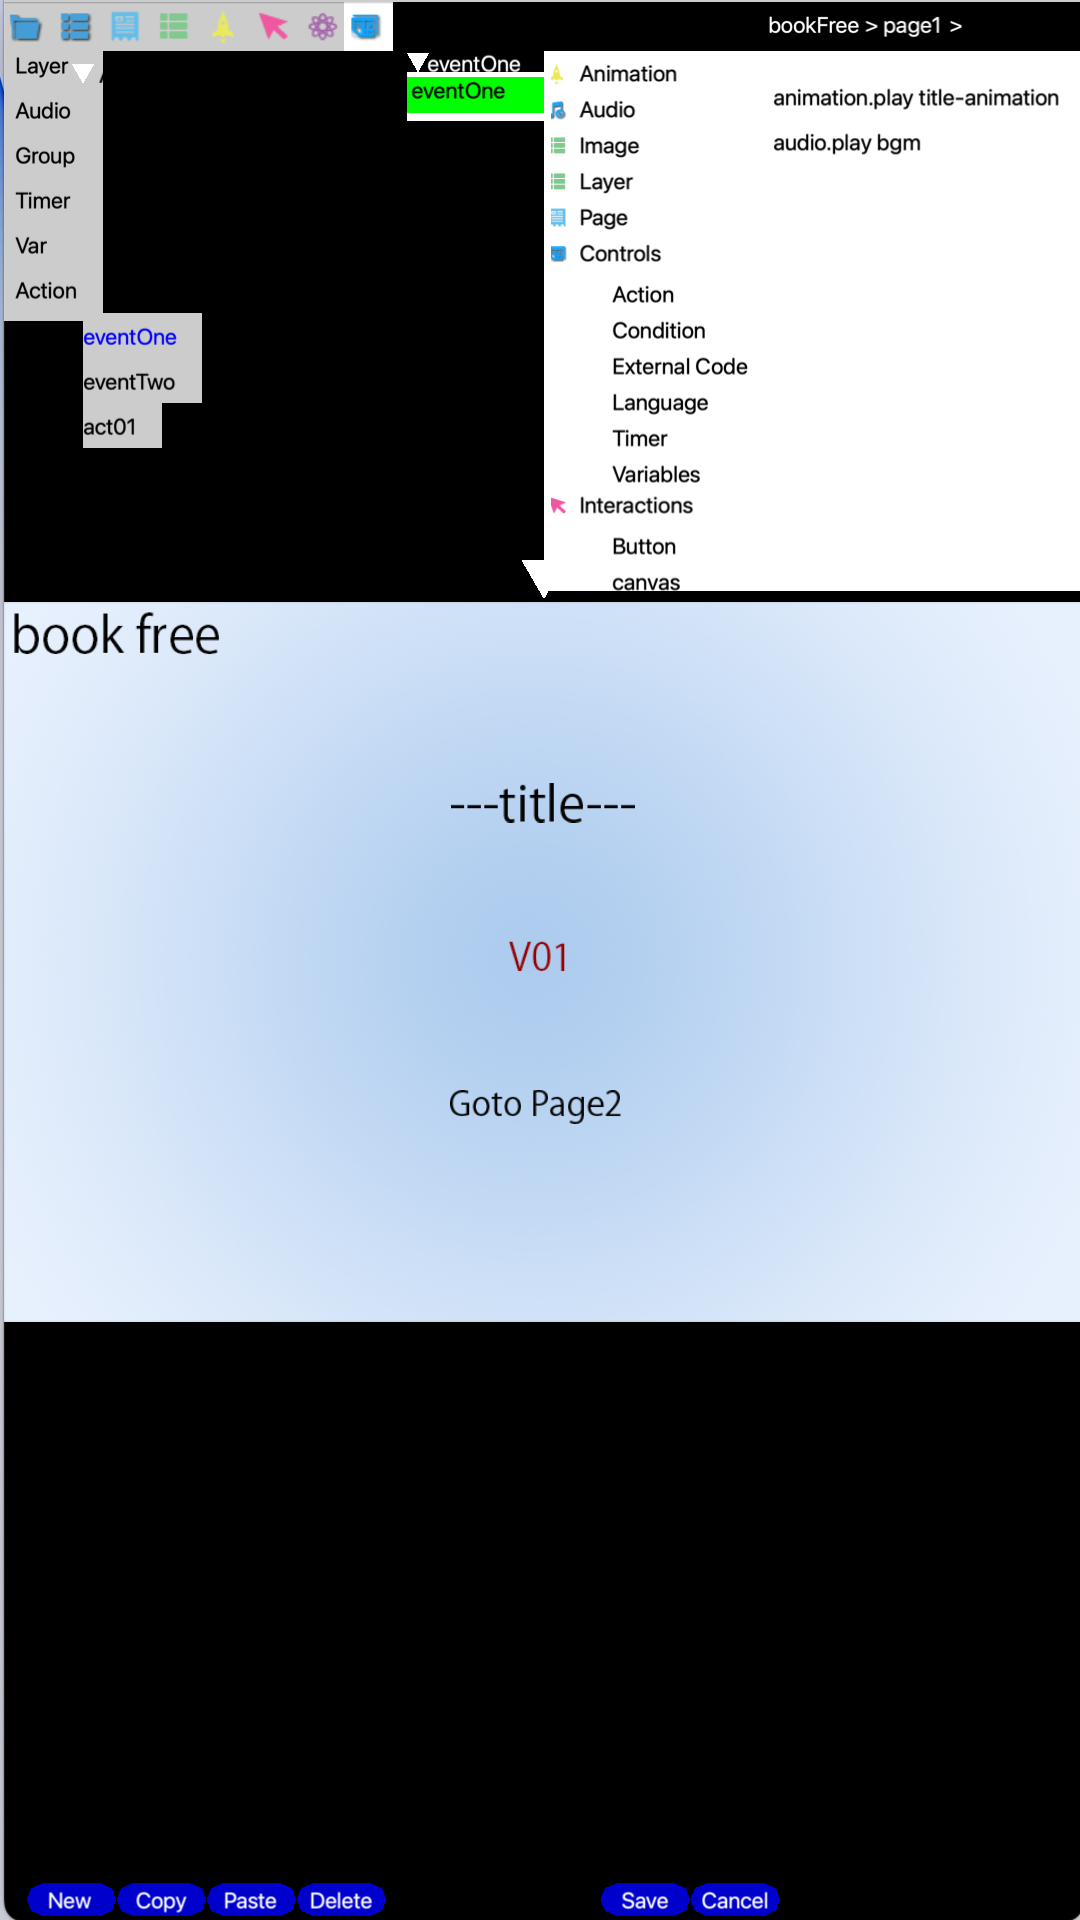 bookFree > page1 >
Layer
Audio
Group
Timer
Var
Action
eventOne
eventTwo
act01
eventOne
eventOne
Animation
Audio
Image
Layer
Page
Controls
Action
Condition
External Code
Language
Timer
Variables
Interactions
Button
canvas
animation.play title-animation
audio.play bgm
book free
---title---
V01
Goto Page2
New
Copy
Paste
Delete
Save
Cancel